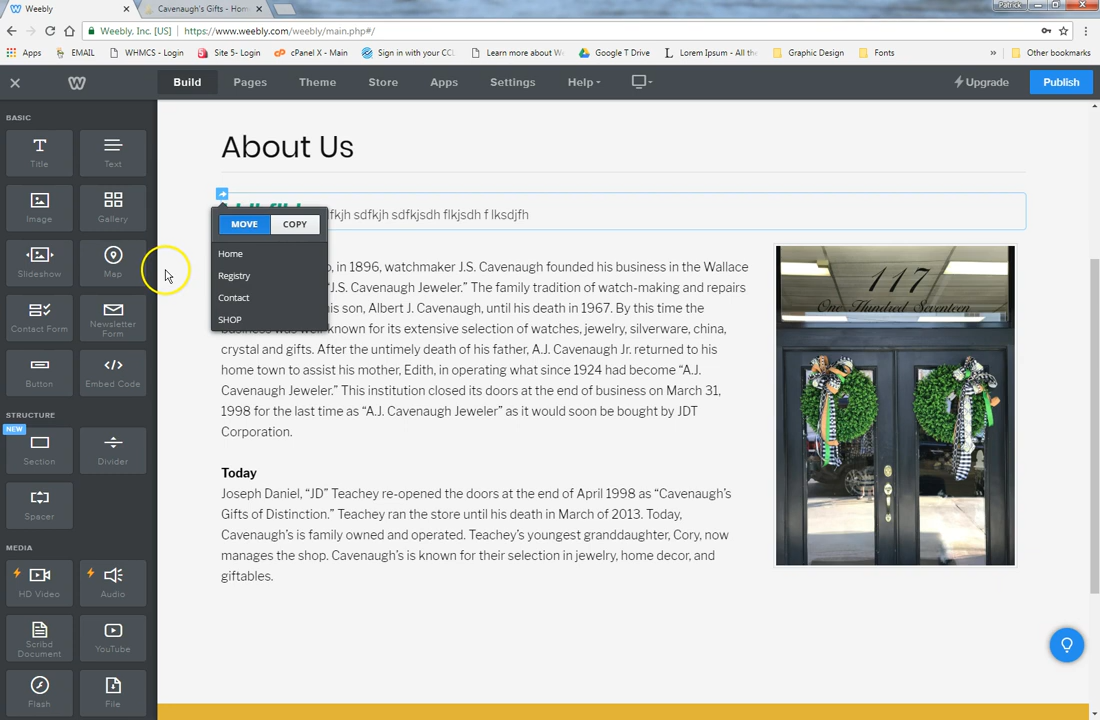 Patrick
Weebly
Cavenaugh's Gifts - Hom
Weebly, Inc. [US] https://www.weebly.com/weebly/main.php#/
Apps EMAIL WHMCS - Login Site 5- Login cPanel X - Main Sign in with your CC Learn more about W Google T Drive Lorem Ipsum - All the Graphic Design Fonts » Other bookmarks
Build Pages Theme Store Apps Settings Help Upgrade Publish
BASIC
Title Text
Image Gallery
Slideshow Map
Contact Form Newsletter Form
Button Embed Code
STRUCTURE
NEW
Section Divider
Spacer
MEDIA
HD Video Audio
Scribd Document YouTube
Flash File
About Us
fkjh sdfkjh sdfkjsdh flkjsdh f lksdjfh
MOVE COPY
Home
Registry
Contact
SHOP
, in 1896, watchmaker J.S. Cavenaugh founded his business in the Wallace
"J.S. Cavenaugh Jeweler." The family tradition of watch-making and repairs
his son, Albert J. Cavenaugh, until his death in 1967. By this time the
business was well known for its extensive selection of watches, jewelry, silverware, china,
crystal and gifts. After the untimely death of his father, A.J. Cavenaugh Jr. returned to his
home town to assist his mother, Edith, in operating what since 1924 had become "A.J.
Cavenaugh Jeweler." This institution closed its doors at the end of business on March 31,
1998 for the last time as "A.J. Cavenaugh Jeweler" as it would soon be bought by JDT
Corporation.
Today
Joseph Daniel, "JD" Teachey re-opened the doors at the end of April 1998 as "Cavenaugh's
Gifts of Distinction." Teachey ran the store until his death in March of 2013. Today,
Cavenaugh's is family owned and operated. Teachey's youngest granddaughter, Cory, now
manages the shop. Cavenaugh's is known for their selection in jewelry, home decor, and
giftables.
117
One Hundred Seventeen